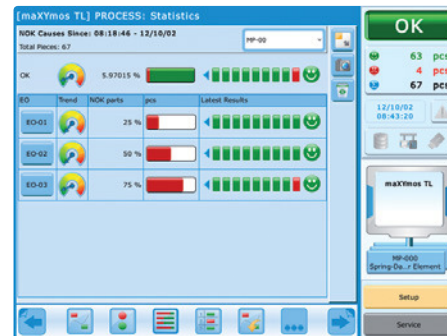 [maXYmos TL] PROCESS: Statistics
NOK Causes Since: 08:18:46 - 12/10/02
Total Pieces: 67
MP-00
OK 5.97015 %
EO Trend NOK parts pcs Latest Results
EO-01 25 %
EO-02 50 %
EO-03 75 %
OK
63 pcs
4 pcs
67 pcs
12/10/02
08:43:20
maXYmos TL
MP-000
Spring-Da..r Element
Setup
Service